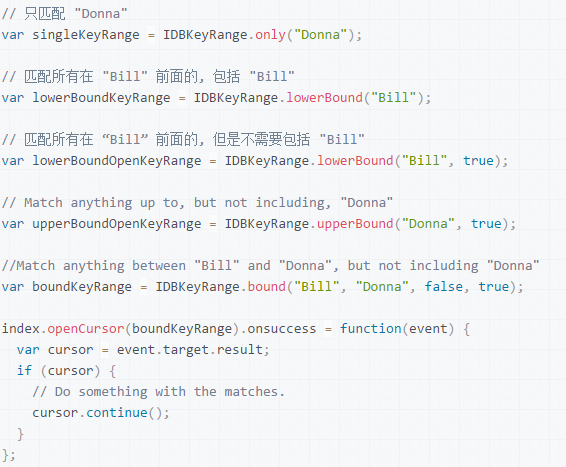 // 只匹配 "Donna"
var singleKeyRange = IDBKeyRange.only("Donna");

// 匹配所有在 "Bill" 前面的, 包括 "Bill"
var lowerBoundKeyRange = IDBKeyRange.lowerBound("Bill");

// 匹配所有在 “Bill” 前面的, 但是不需要包括 "Bill"
var lowerBoundOpenKeyRange = IDBKeyRange.lowerBound("Bill", true);

// Match anything up to, but not including, "Donna"
var upperBoundOpenKeyRange = IDBKeyRange.upperBound("Donna", true);

//Match anything between "Bill" and "Donna", but not including "Donna"
var boundKeyRange = IDBKeyRange.bound("Bill", "Donna", false, true);

index.openCursor(boundKeyRange).onsuccess = function(event) {
  var cursor = event.target.result;
  if (cursor) {
    // Do something with the matches.
    cursor.continue();
  }
};